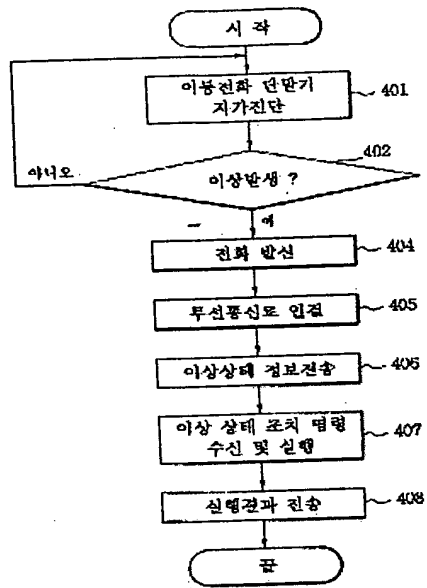 시 작
이동전화 단말기
자가진단
401
402
이상발생 ?
아니오
예
전화 발신
404
무선통신로 연결
405
이상상태 정보전송
406
이상 상태 조치 명령
수신 및 실행
407
실행결과 전송
408
끝